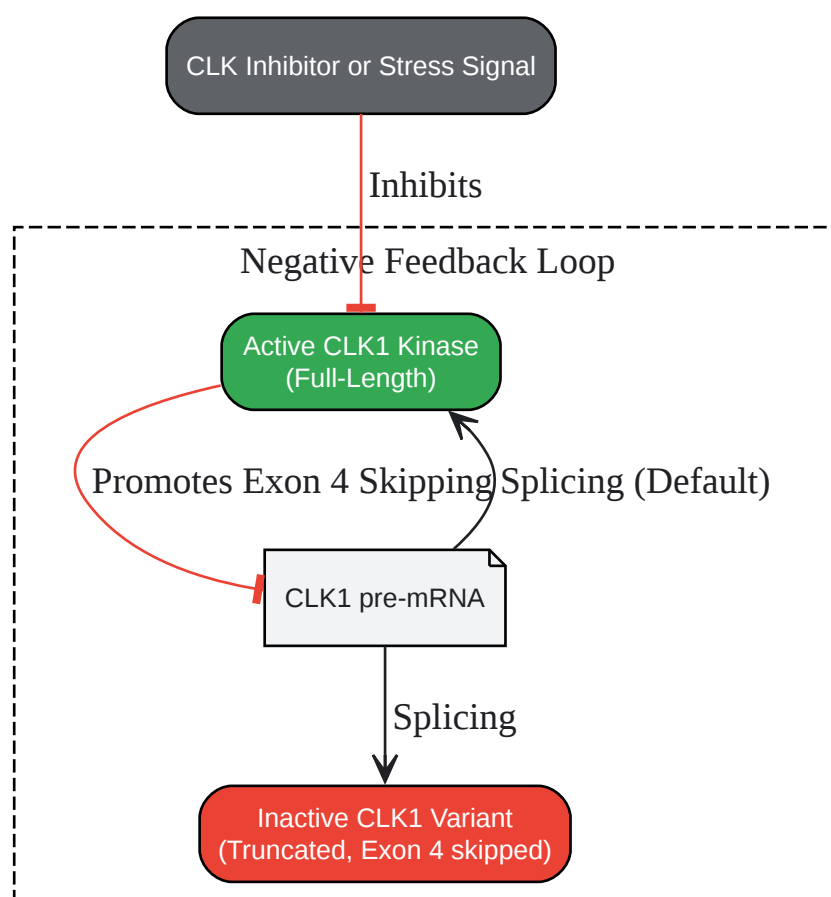 CLK Inhibitor or Stress Signal
Inhibits
Negative Feedback Loop
Active CLK1 Kinase
(Full-Length)
Promotes Exon 4 Skipping
Splicing (Default)
CLK1 pre-mRNA
Splicing
Inactive CLK1 Variant
(Truncated, Exon 4 skipped)